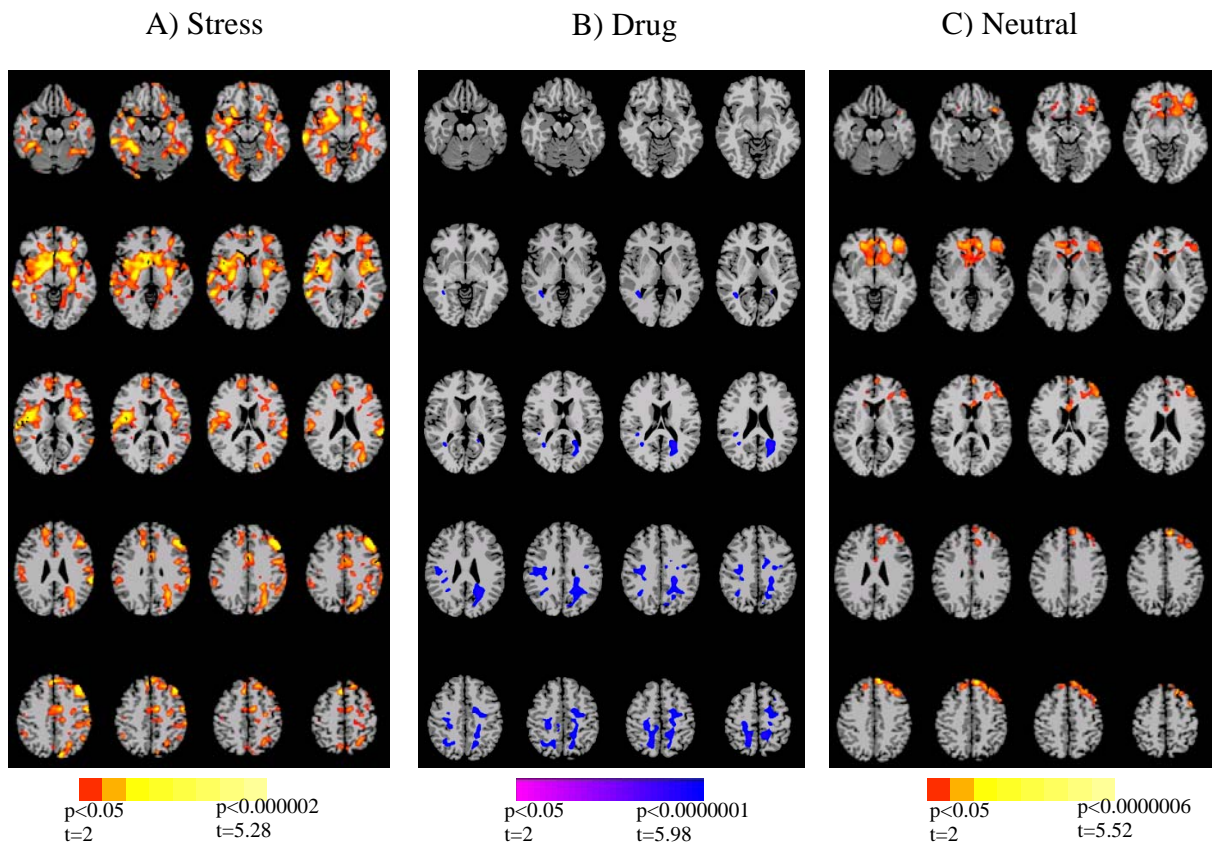 A) Stress
B) Drug
C) Neutral
p<0.05 p<0.000002
t=2 t=5.28
p<0.05 p<0.0000001
t=2 t=5.98
p<0.05 p<0.0000006
t=2 t=5.52